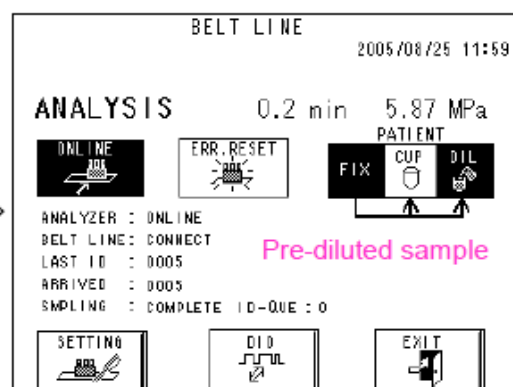 BELT LINE
2005/08/25 11:59
ANALYSIS 0.2 min 5.87 MPa
PATIENT
ONLINE ERR.RESET FIX CUP DIL
ANALYZER : ONLINE
BELT LINE: CONNECT
Pre-diluted sample
LAST ID : 0005
ARRIVED : 0005
SMPLING : COMPLETE ID-QUE : 0
SETTING DIO EXIT